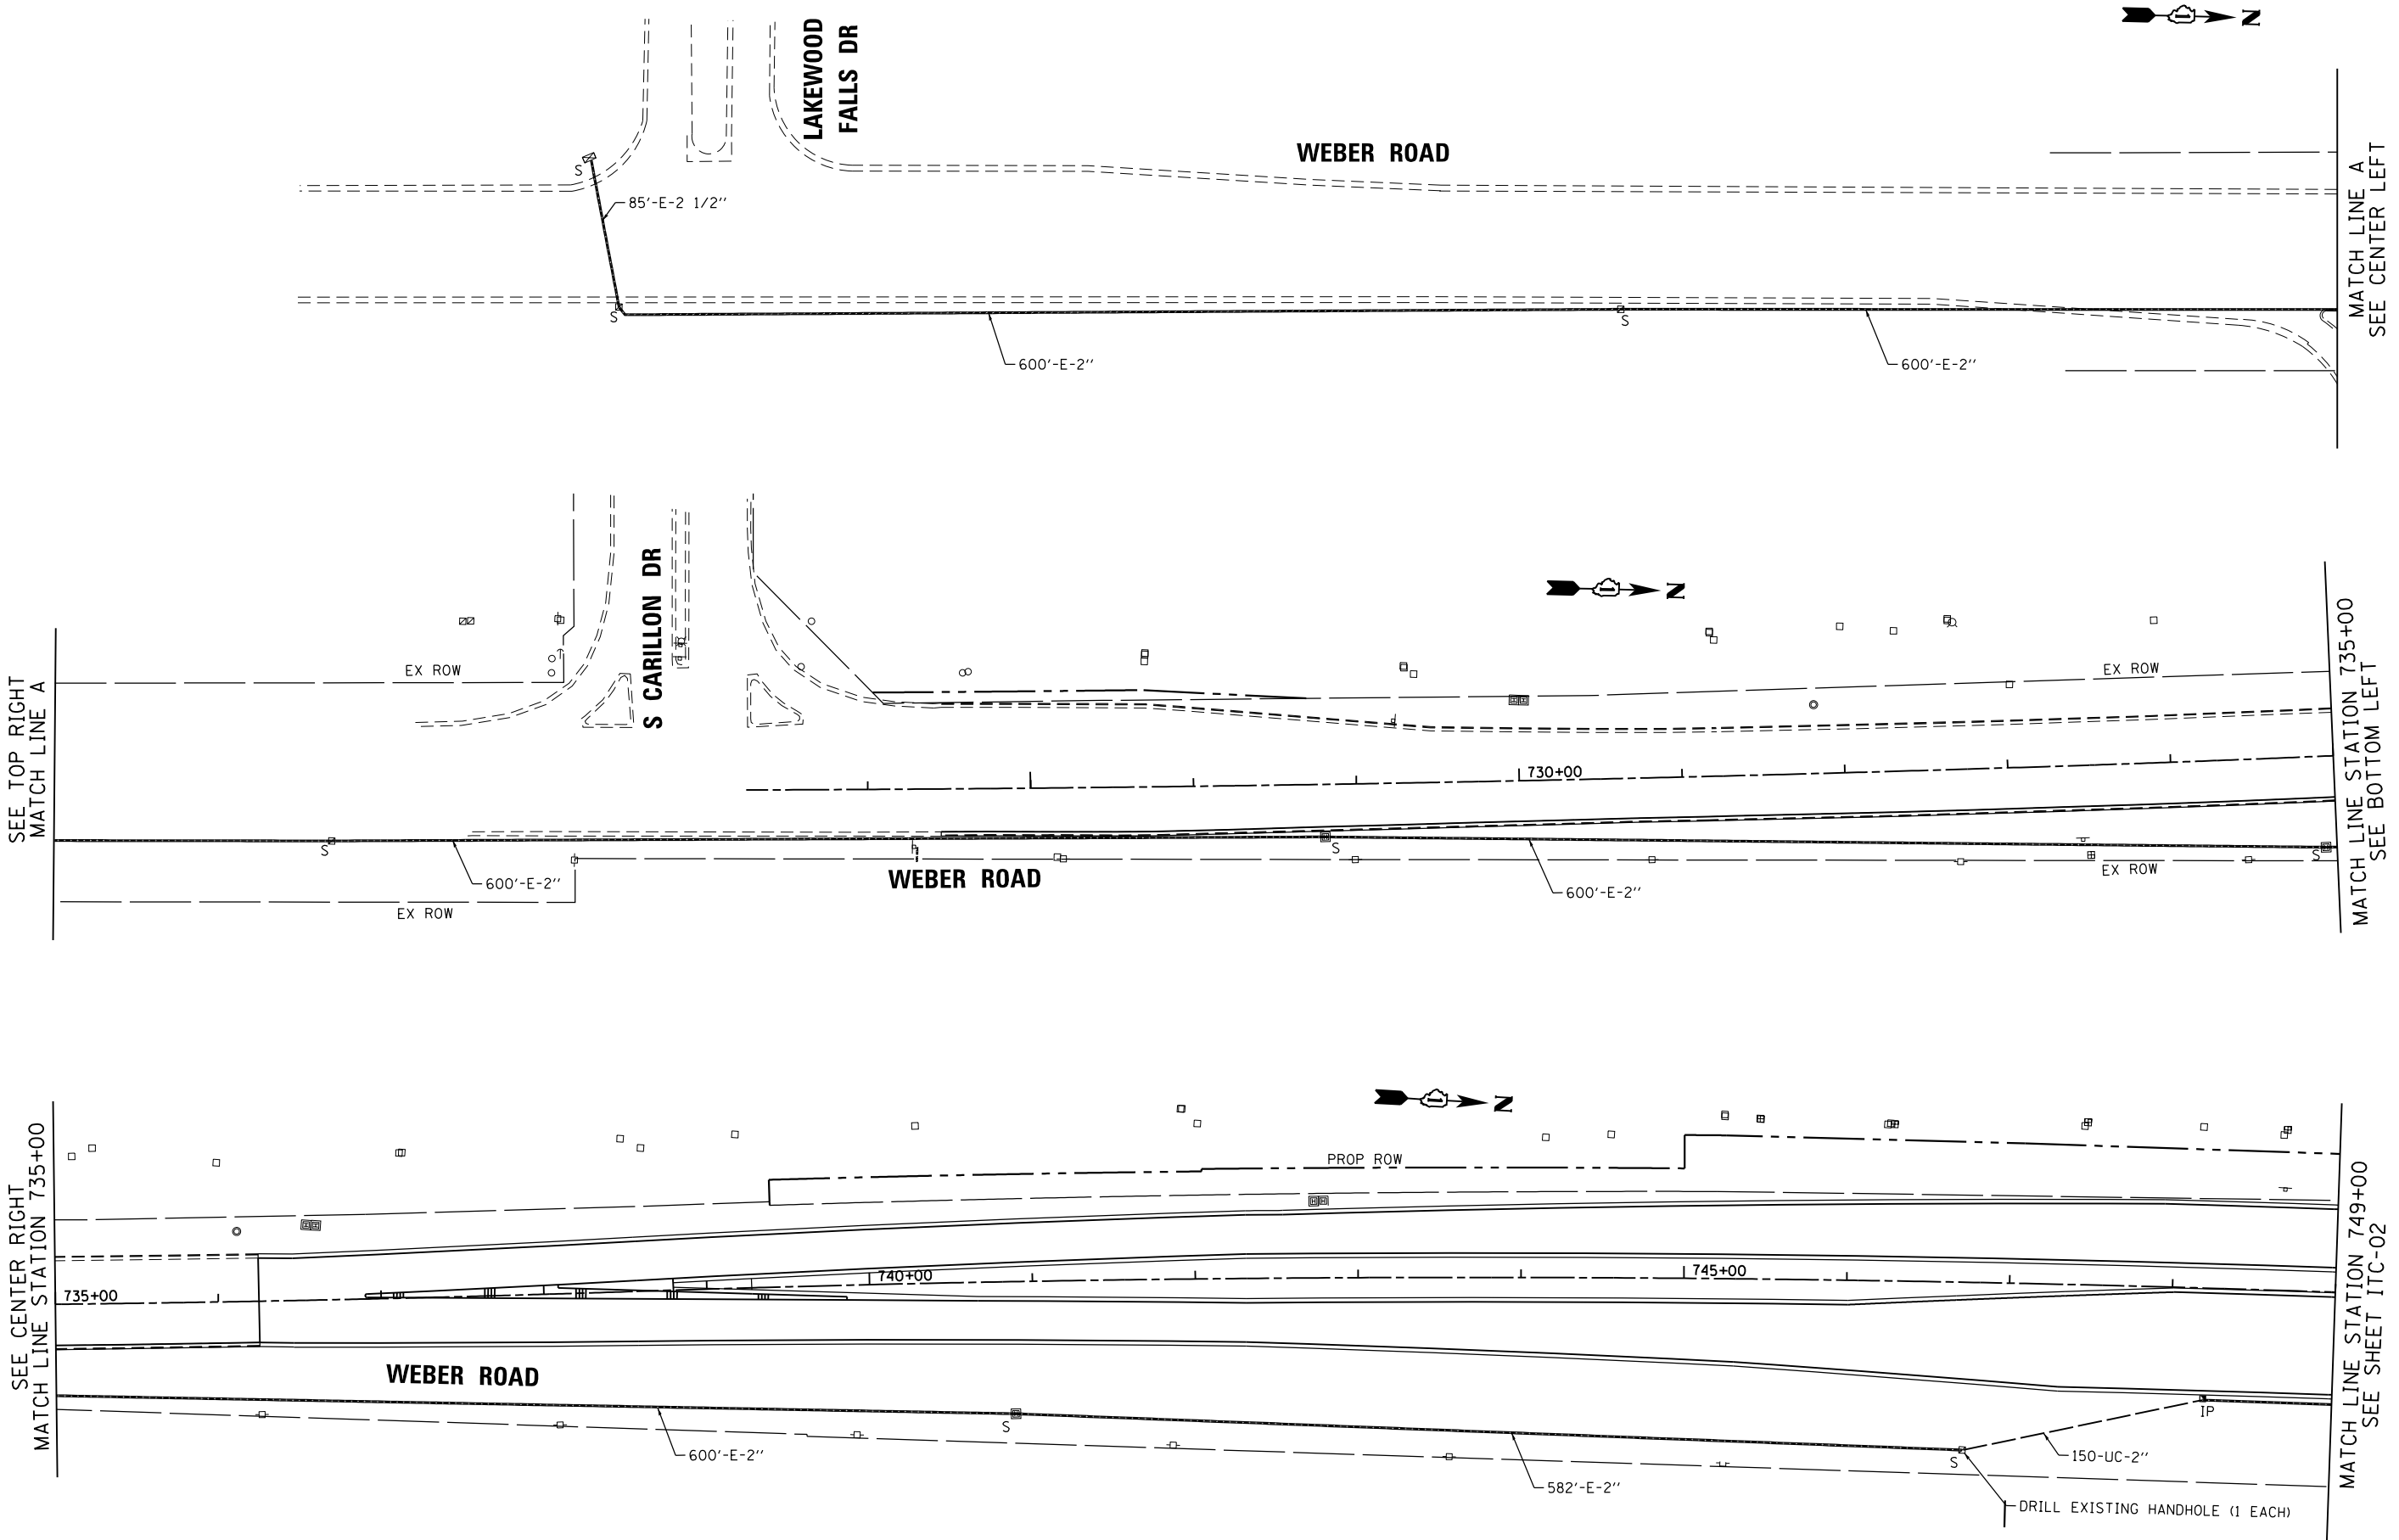 N
LAKEWOOD
FALLS DR
WEBER ROAD
S
85'-E-2 1/2''
S
S
600'-E-2''
600'-E-2''
MATCH LINE A
SEE CENTER LEFT
SEE TOP RIGHT
MATCH LINE A
EX ROW
S CARILLON DR
N
EX ROW
730+00
S
600'-E-2''
EX ROW
WEBER ROAD
S
600'-E-2''
S
EX ROW
MATCH LINE STATION 735+00
SEE BOTTOM LEFT
SEE CENTER RIGHT
MATCH LINE STATION 735+00
N
PROP ROW
735+00
740+00
745+00
WEBER ROAD
600'-E-2''
S
582'-E-2''
S
IP
150-UC-2''
DRILL EXISTING HANDHOLE (1 EACH)
MATCH LINE STATION 749+00
SEE SHEET ITC-02